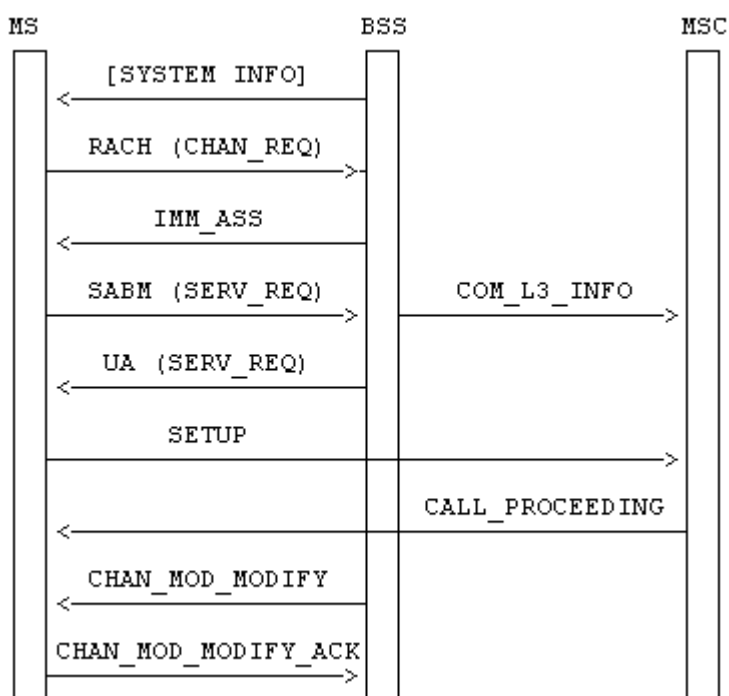 MS BSS MSC
[SYSTEM INFO]
RACH (CHAN_REQ)
IMM_ASS
SABM (SERV_REQ) COM_L3_INFO
UA (SERV_REQ)
SETUP
CALL_PROCEEDING
CHAN_MOD_MODIFY
CHAN_MOD_MODIFY_ACK